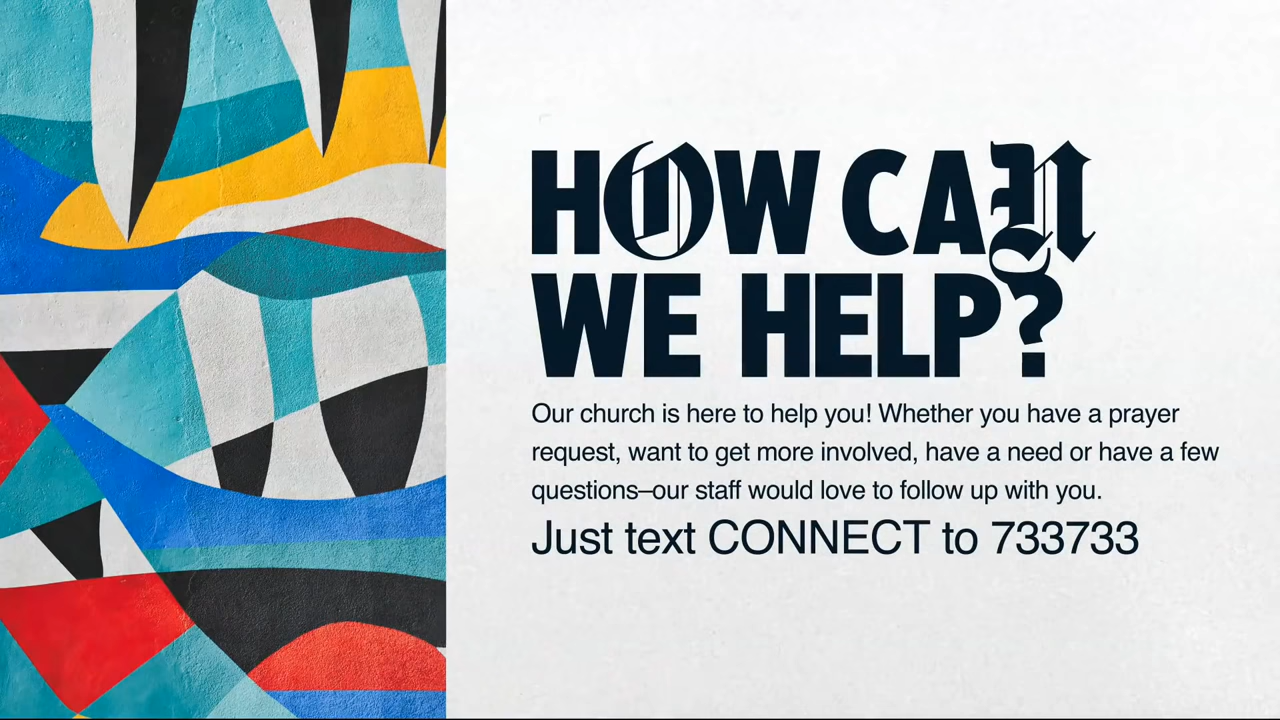 HOW CAN
WE HELP?
Our church is here to help you! Whether you have a prayer
request, want to get more involved, have a need or have a few
questions–our staff would love to follow up with you.
Just text CONNECT to 733733